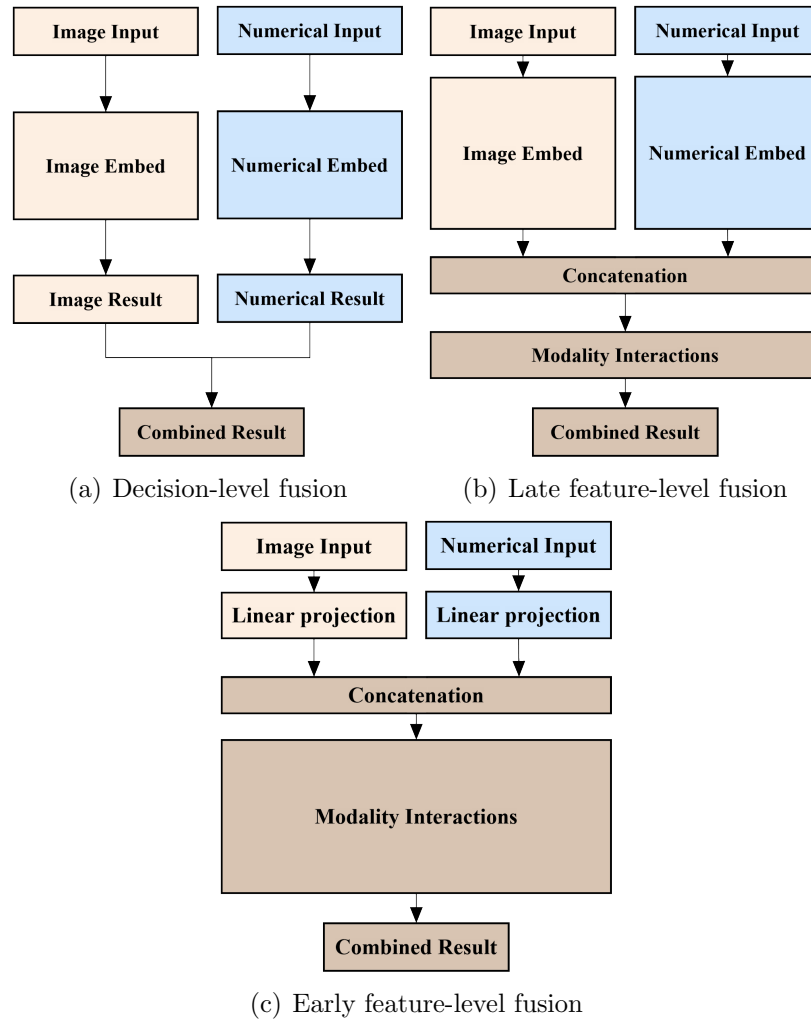 Image Input
Numerical Input
Image Embed
Numerical Embed
Image Result
Numerical Result
Combined Result
(a) Decision-level fusion
Image Input
Numerical Input
Image Embed
Numerical Embed
Concatenation
Modality Interactions
Combined Result
(b) Late feature-level fusion
Image Input
Numerical Input
Linear projection
Linear projection
Concatenation
Modality Interactions
Combined Result
(c) Early feature-level fusion